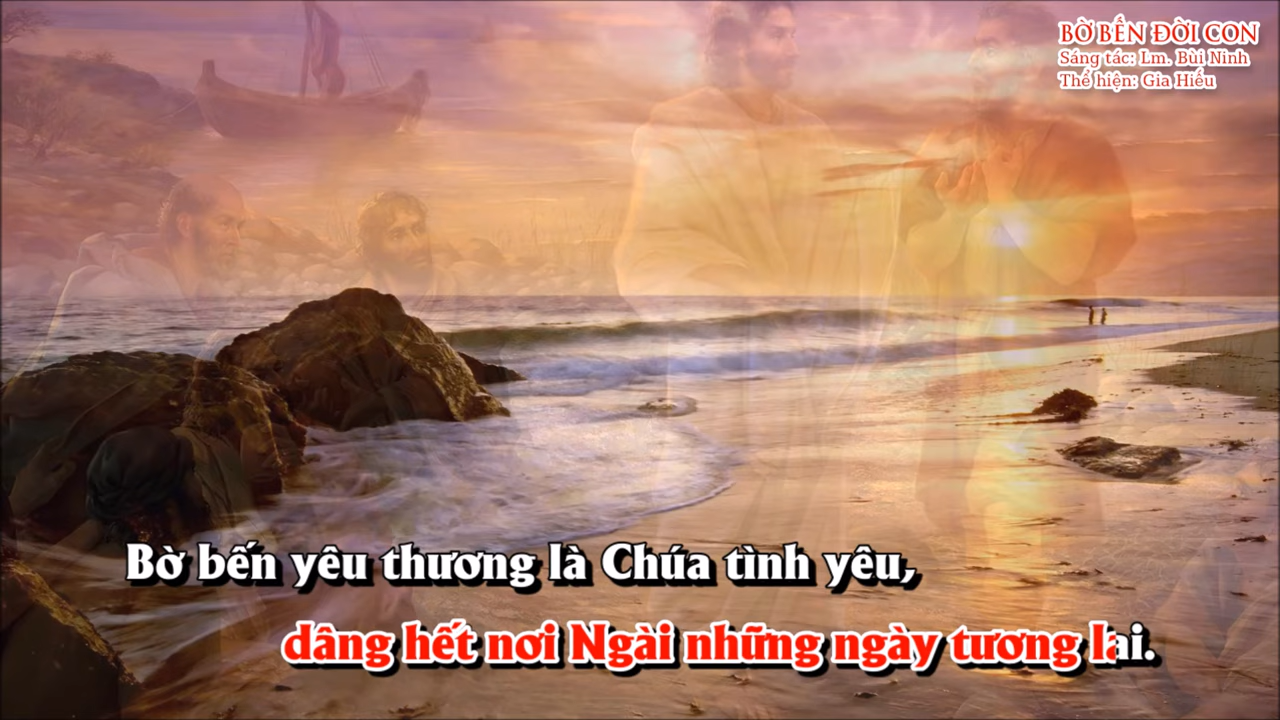 BỜ BẾN ĐỜI CON
Sáng tác: Lm. Bùi Ninh
Thể hiện: Gia Hiếu
Bờ bến yêu thương là Chúa tình yêu,
dâng hết nơi Ngài những ngày tương lai.